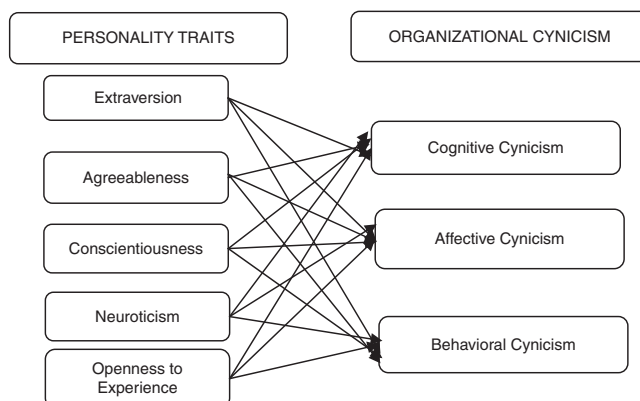 PERSONALITY TRAITS
ORGANIZATIONAL CYNICISM
Extraversion
Agreeableness
Conscientiousness
Neuroticism
Openness to
Experience
Cognitive Cynicism
Affective Cynicism
Behavioral Cynicism